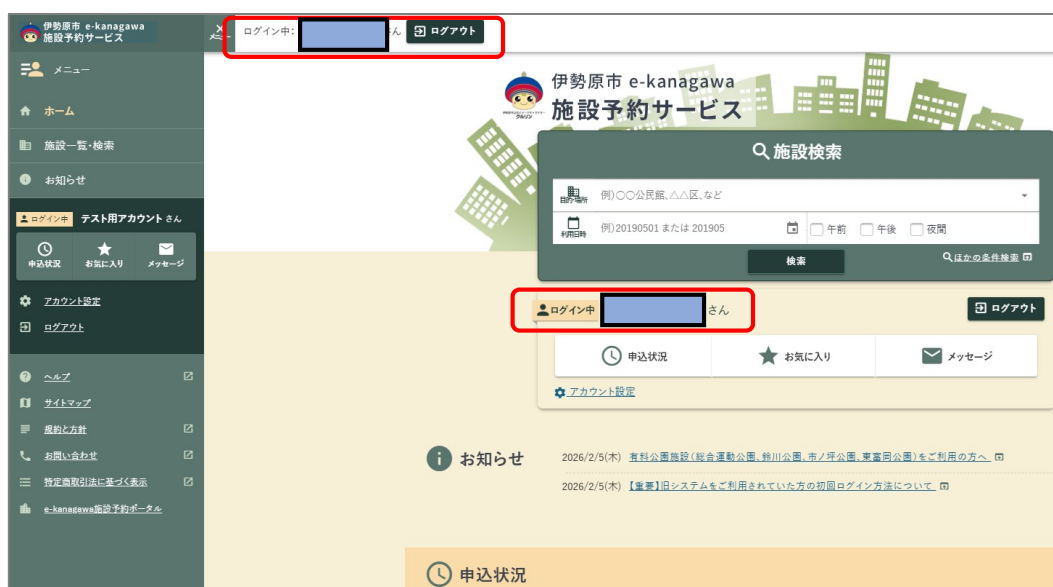 伊勢原市 e-kanagawa
施設予約サービス
メニュー
ホーム
施設一覧・検索
お知らせ
ログイン中 テスト用アカウント さん
申込状況 お気に入り メッセージ
アカウント設定
ログアウト
ヘルプ
サイトマップ
規約と方針
お問い合わせ
特定商取引法に基づく表示
e-kanagawa施設予約ポータル
メニュー ログイン中: さん ログアウト
伊勢原市 e-kanagawa
施設予約サービス
施設検索
目的・場所 例)○○公民館、△△区、など
利用日時 例)20190501 または 201905 午前 午後 夜間
検索 ほかの条件検索
ログイン中 さん ログアウト
申込状況 お気に入り メッセージ
アカウント設定
お知らせ
2026/2/5(木) 有料公園施設(総合運動公園、鈴川公園、市ノ坪公園、東富岡公園)をご利用の方へ
2026/2/5(木) 【重要】旧システムをご利用されていた方の初回ログイン方法について
申込状況